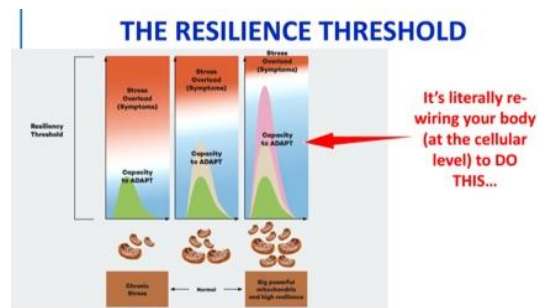 THE RESILIENCE THRESHOLD
Resiliency
Threshold
Stress
Overload
(Symptoms)
Capacity
to ADAPT
Stress
Overload
(Symptoms)
Capacity
to ADAPT
Stress Overload
(Symptoms)
Capacity
to ADAPT
It's literally re-
wiring your body
(at the cellular
level) to DO
THIS...
Chronic
Stress
Normal
Big powerful
mitochondria
and high resilience